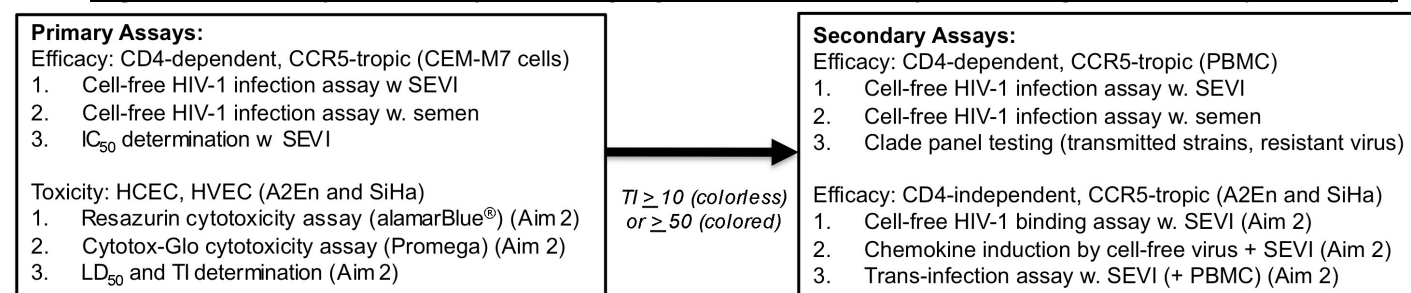 Primary Assays:
Efficacy: CD4-dependent, CCR5-tropic (CEM-M7 cells)
1. Cell-free HIV-1 infection assay w SEVI
2. Cell-free HIV-1 infection assay w. semen
3. IC50 determination w SEVI
Toxicity: HCEC, HVEC (A2En and SiHa)
1. Resazurin cytotoxicity assay (alamarBlue®) (Aim 2)
2. Cytotox-Glo cytotoxicity assay (Promega) (Aim 2)
3. LD50 and TI determination (Aim 2)
TI ≥ 10 (colorless)
or ≥ 50 (colored)
Secondary Assays:
Efficacy: CD4-dependent, CCR5-tropic (PBMC)
1. Cell-free HIV-1 infection assay w. SEVI
2. Cell-free HIV-1 infection assay w. semen
3. Clade panel testing (transmitted strains, resistant virus)
Efficacy: CD4-independent, CCR5-tropic (A2En and SiHa)
1. Cell-free HIV-1 binding assay w. SEVI (Aim 2)
2. Chemokine induction by cell-free virus + SEVI (Aim 2)
3. Trans-infection assay w. SEVI (+ PBMC) (Aim 2)